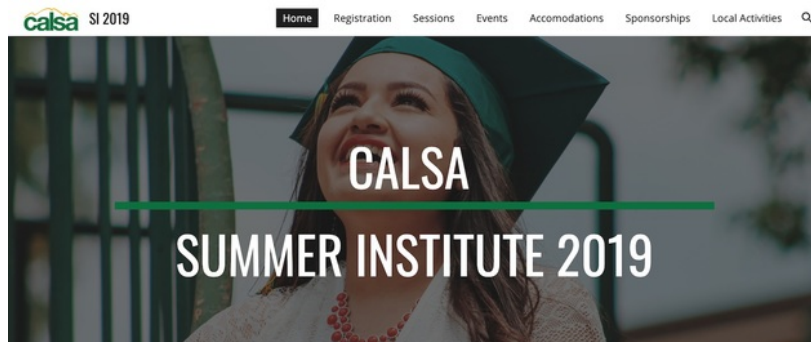 calsa SI 2019 Home Registration Sessions Events Accomodations Sponsorships Local Activities
CALSA
SUMMER INSTITUTE 2019